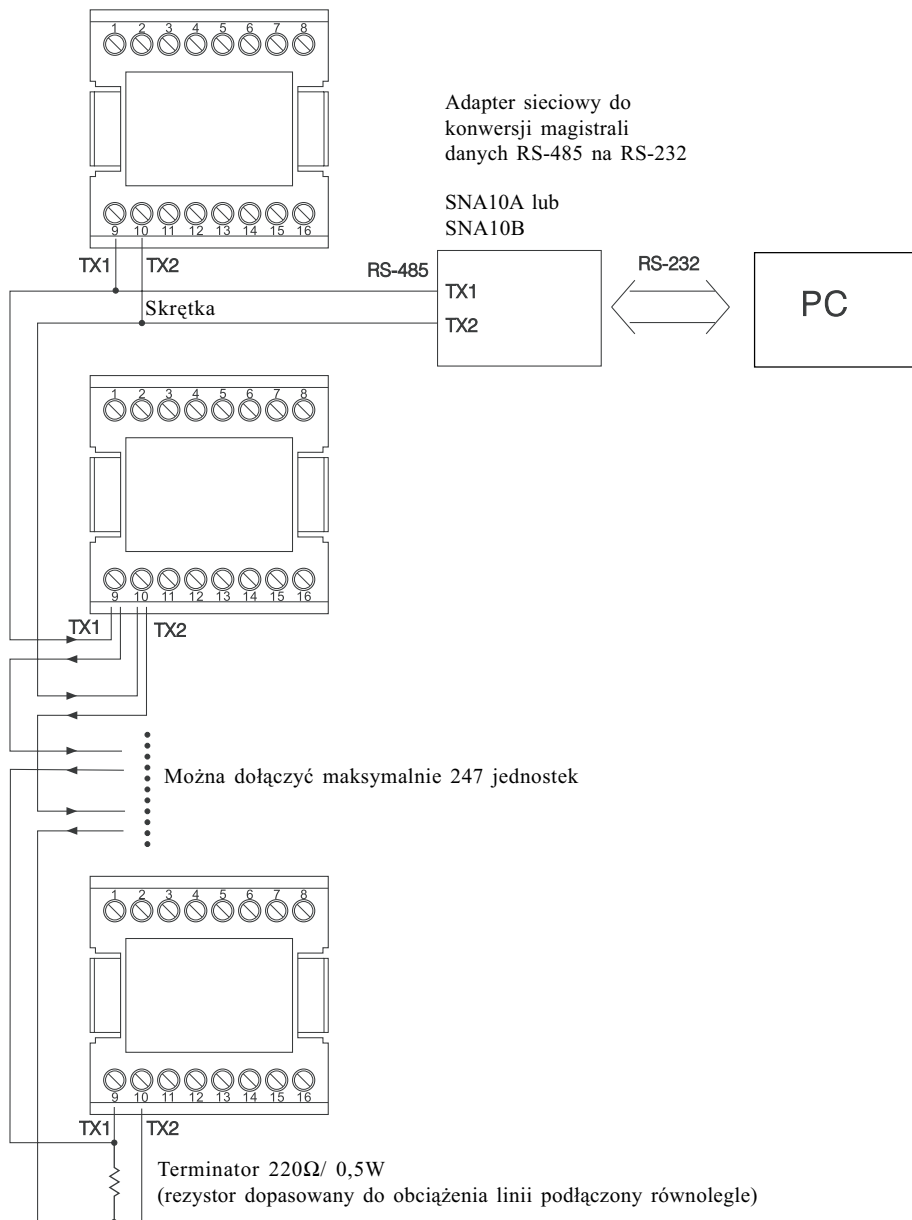 1 2 3 4 5 6 7 8
9 10 11 12 13 14 15 16
TX1 TX2
Adapter sieciowy do
konwersji magistrali
danych RS-485 na RS-232
SNA10A lub
SNA10B
RS-485
TX1
TX2
RS-232
PC
Skrętka
1 2 3 4 5 6 7 8
9 10 11 12 13 14 15 16
TX1 TX2
Można dołączyć maksymalnie 247 jednostek
1 2 3 4 5 6 7 8
9 10 11 12 13 14 15 16
TX1 TX2
Terminator 220Ω/ 0,5W
(rezystor dopasowany do obciążenia linii podłączony równolegle)